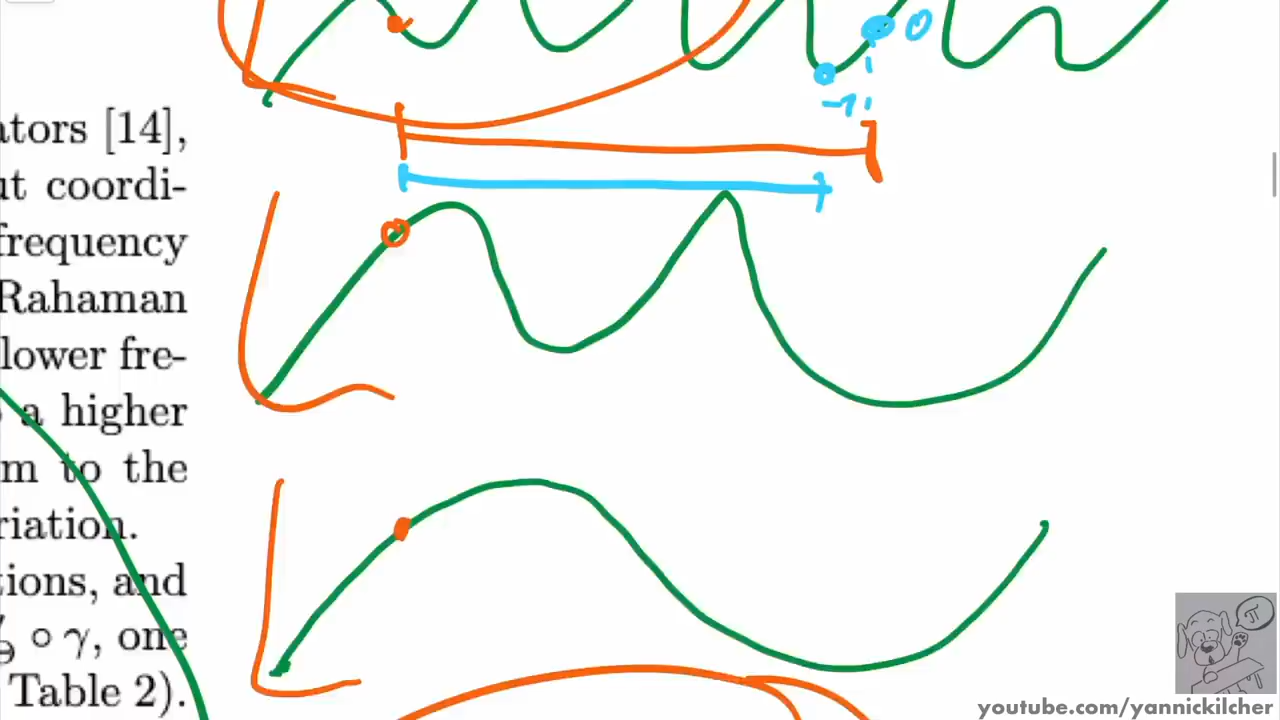 ators [14],
ut coordi-
frequency
Rahaman
lower fre-
a higher
m to the
riation.
tions, and
∘ γ, one
Table 2).
0
-1
π
youtube.com/yannickilcher